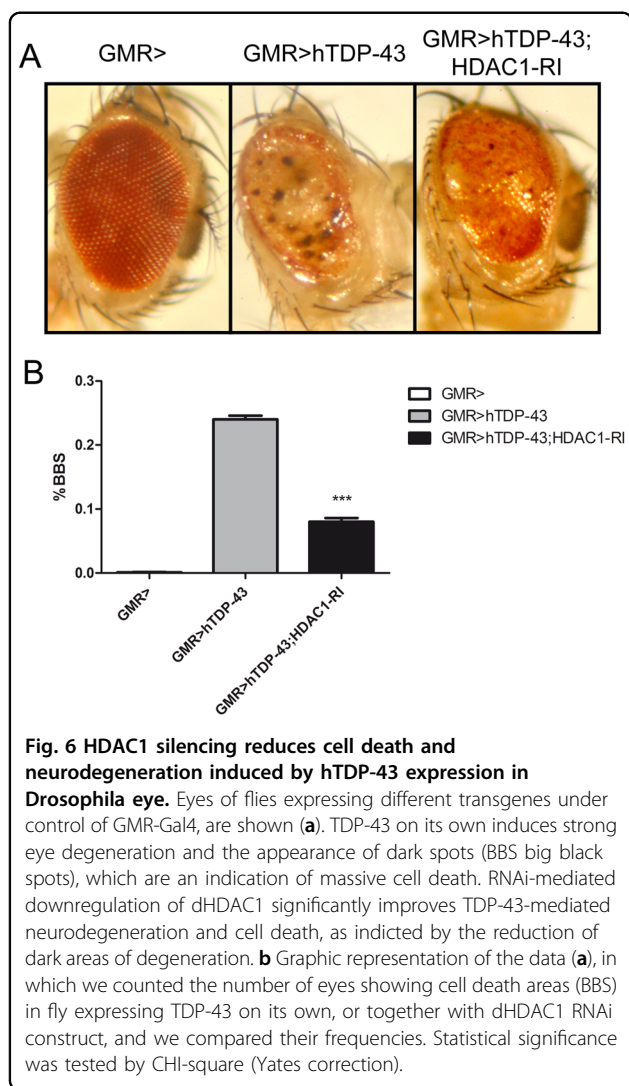 A
GMR>
GMR>hTDP-43
GMR>hTDP-43;
HDAC1-RI
B
%BBS
0.3
0.2
0.1
0.0
***
GMR>
GMR>hTDP-43
GMR>hTDP-43;HDAC1-RI
GMR>
GMR>hTDP-43
GMR>hTDP-43;HDAC1-RI
Fig. 6 HDAC1 silencing reduces cell death and
neurodegeneration induced by hTDP-43 expression in
Drosophila eye. Eyes of flies expressing different transgenes under
control of GMR-Gal4, are shown (a). TDP-43 on its own induces strong
eye degeneration and the appearance of dark spots (BBS big black
spots), which are an indication of massive cell death. RNAi-mediated
downregulation of dHDAC1 significantly improves TDP-43-mediated
neurodegeneration and cell death, as indicted by the reduction of
dark areas of degeneration. b Graphic representation of the data (a), in
which we counted the number of eyes showing cell death areas (BBS)
in fly expressing TDP-43 on its own, or together with dHDAC1 RNAi
construct, and we compared their frequencies. Statistical significance
was tested by CHI-square (Yates correction).